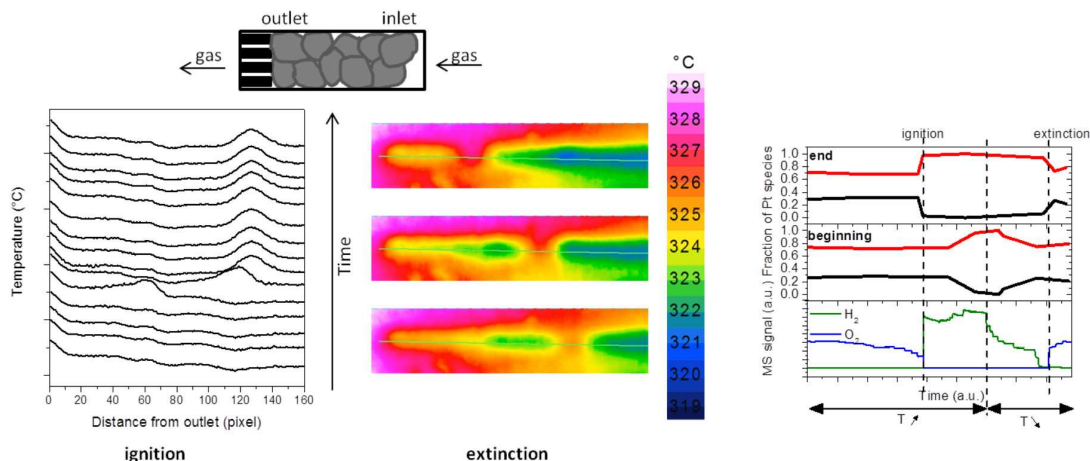 outlet inlet
gas gas
Temperature (°C)
0 20 40 60 80 100 120 140 160
Distance from outlet (pixel)
ignition
Time
extinction
°C
329
328
327
326
325
324
323
322
321
320
319
ignition extinction
end
1.0
0.8
0.6
0.4
0.2
0.0
beginning
1.0
0.8
0.6
0.4
0.2
0.0
MS signal (a.u.) Fraction of Pt species
H2
O2
Time (a.u.)
T ↗ T ↘